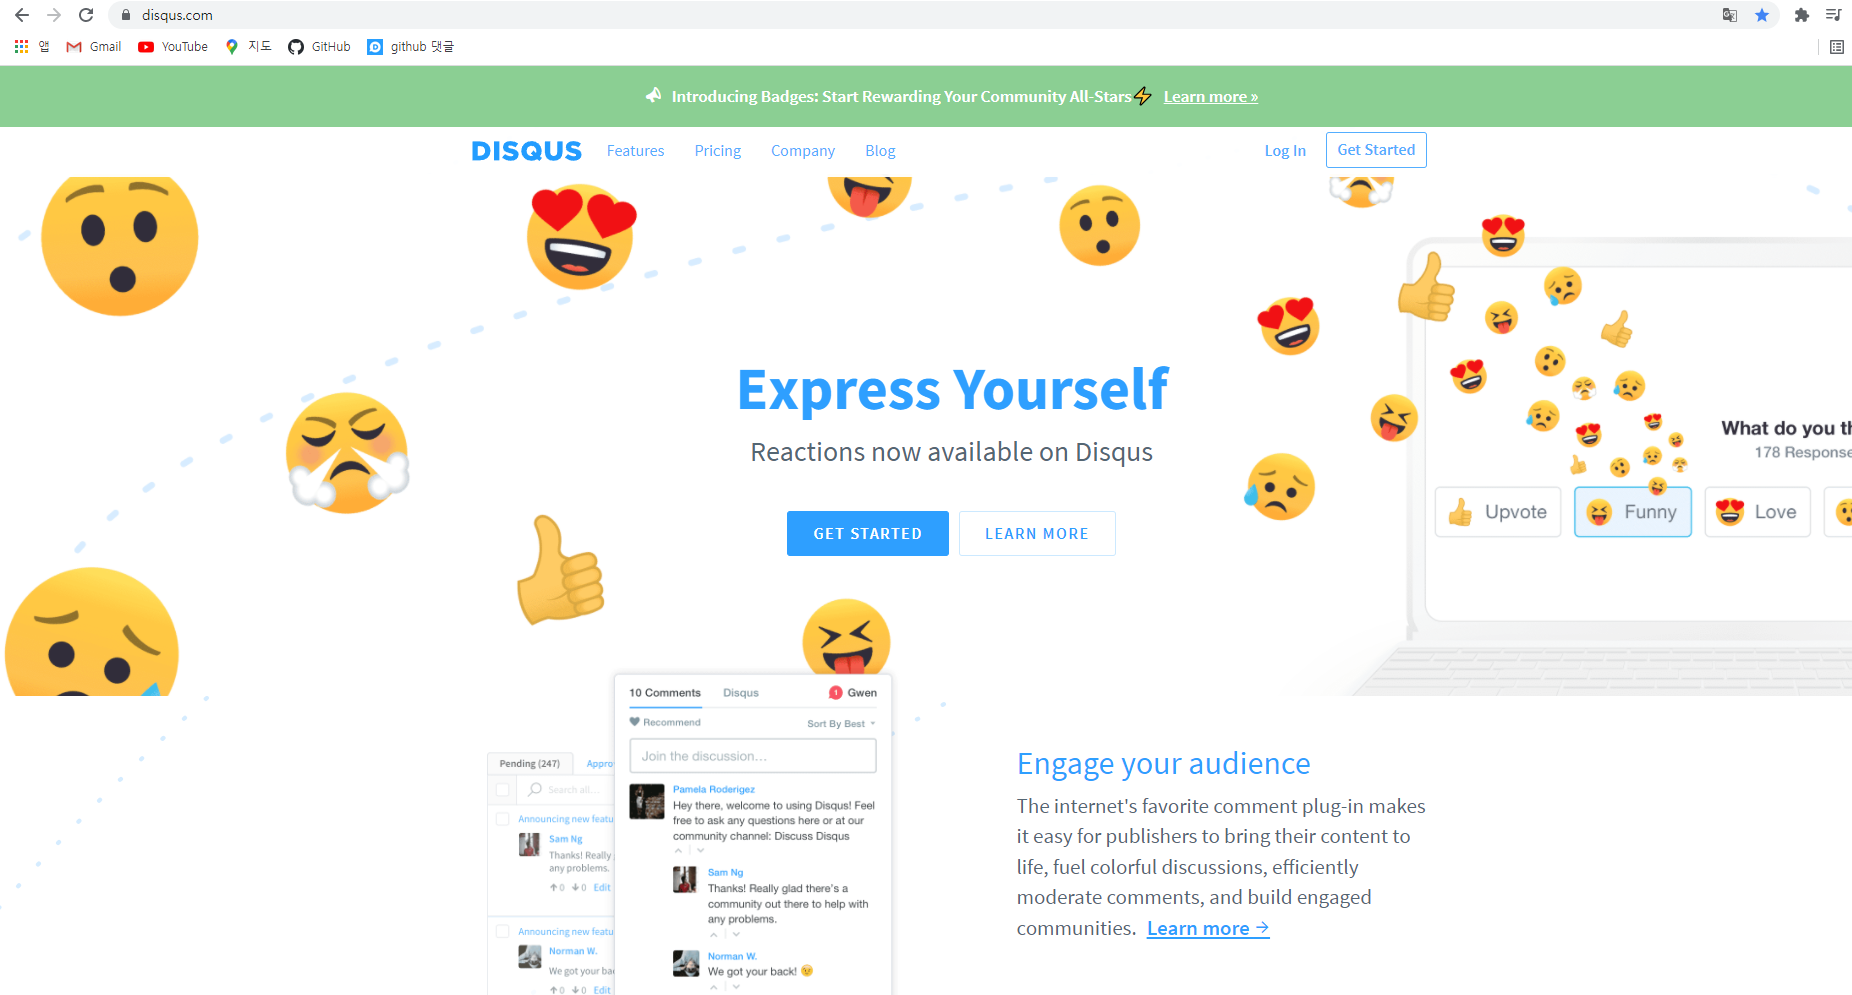 disqus.com
앱 Gmail YouTube 지도 GitHub github 댓글
Introducing Badges: Start Rewarding Your Community All-Stars⚡ Learn more »
DISQUS Features Pricing Company Blog Log In Get Started
Express Yourself
Reactions now available on Disqus
GET STARTED LEARN MORE
What do you th
178 Response
Upvote Funny Love
10 Comments Disqus 1 Gwen
Recommend Sort By Best
Join the discussion...
Pamela Roderigez
Hey there, welcome to using Disqus! Feel
free to ask any questions here or at our
community channel: Discuss Disqus
Sam Ng
Thanks! Really glad there's a
community out there to help with
any problems.
Norman W.
We got your back! 😉
Pending (247) Appro
Search all...
Announcing new featu
Sam Ng
Thanks! Really
any problems.
0 0 Edit
Announcing new featu
Norman W.
We got your ba
0 0 Edit
Engage your audience
The internet's favorite comment plug-in makes
it easy for publishers to bring their content to
life, fuel colorful discussions, efficiently
moderate comments, and build engaged
communities. Learn more →